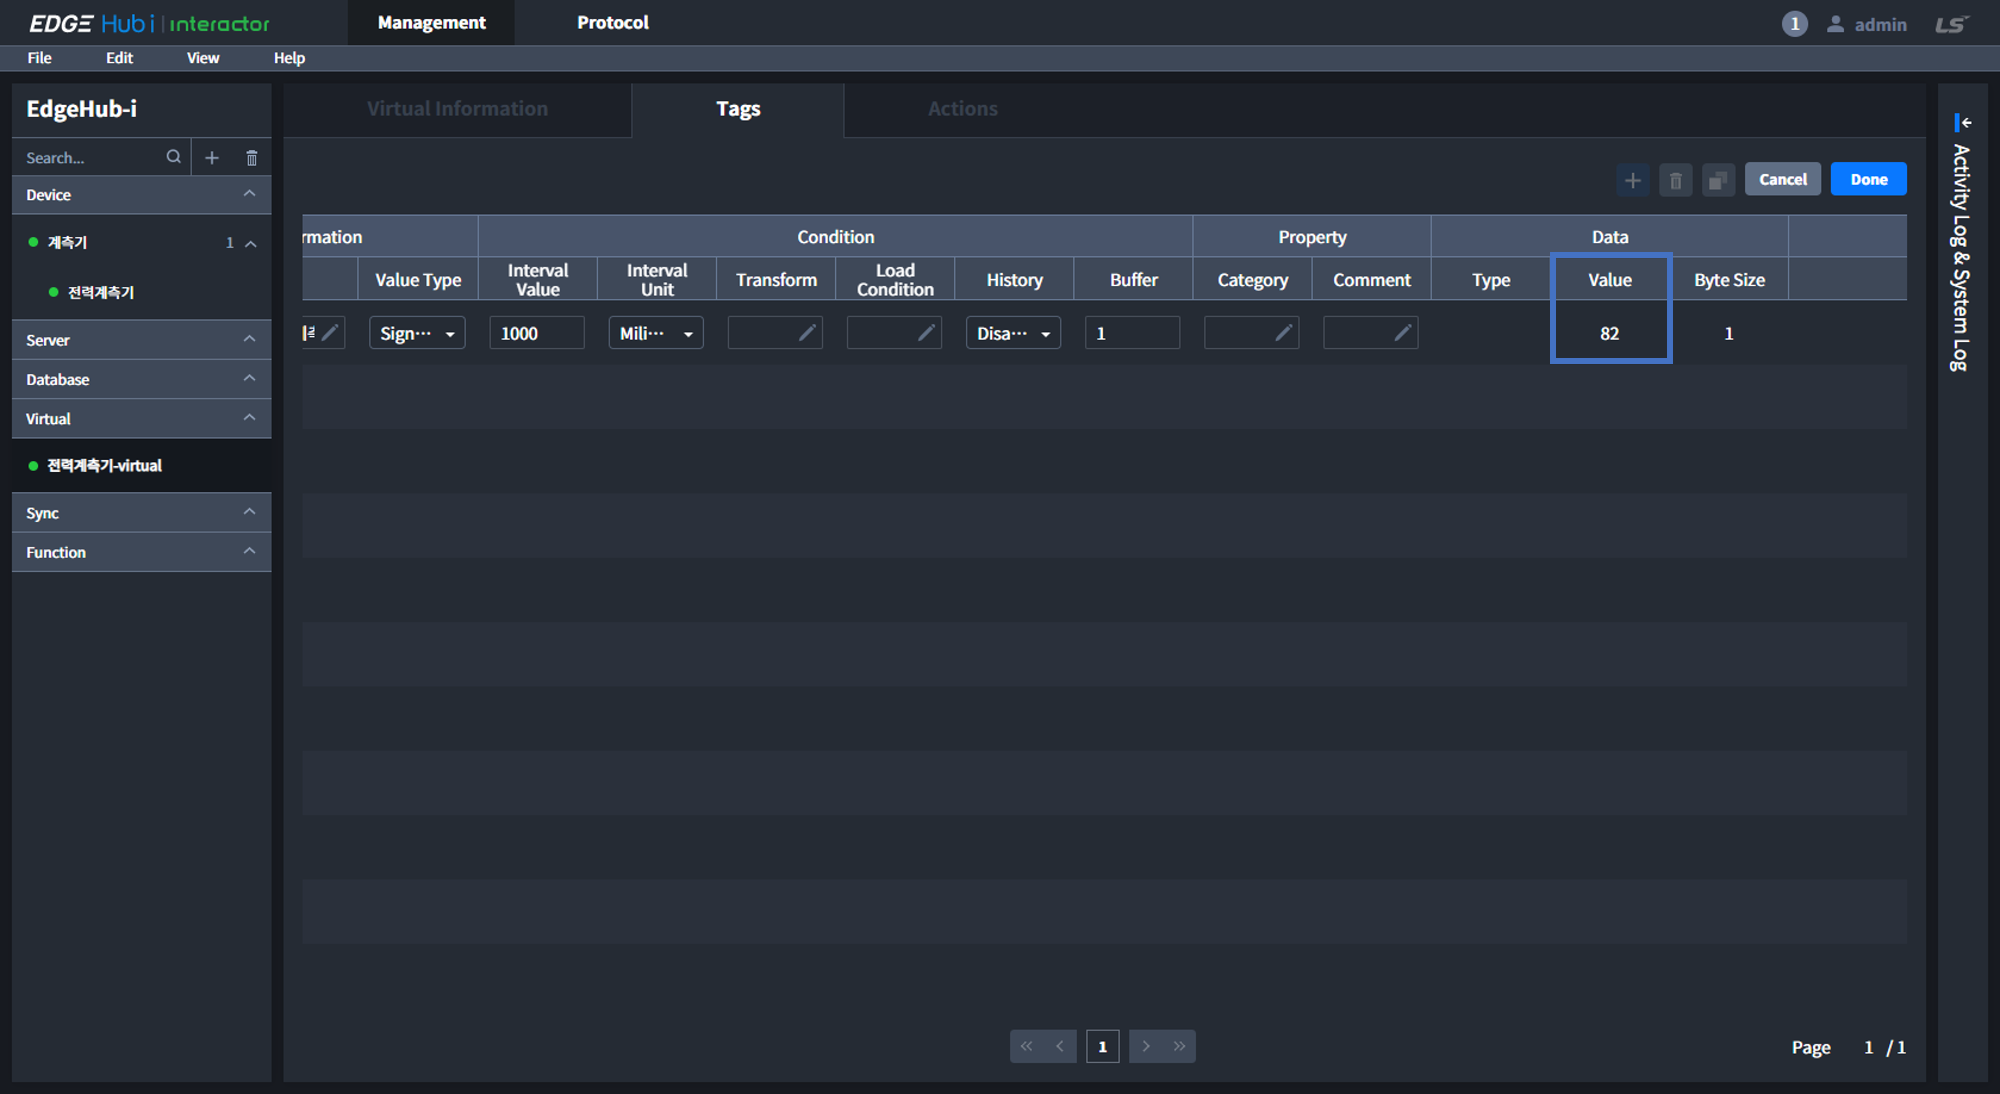 EDGE Hub i | interactor
Management
Protocol
1
admin
LS
File
Edit
View
Help
EdgeHub-i
Search...
Device
계측기
1
전력계측기
Server
Database
Virtual
전력계측기-virtual
Sync
Function
Virtual Information
Tags
Actions
Cancel
Done
rmation
Condition
Property
Data
Value Type
Interval Value
Interval Unit
Transform
Load Condition
History
Buffer
Category
Comment
Type
Value
Byte Size
Sign···
1000
Mili···
Disa···
1
82
1
« ‹ 1 › »
Page 1 / 1
Activity Log & System Log